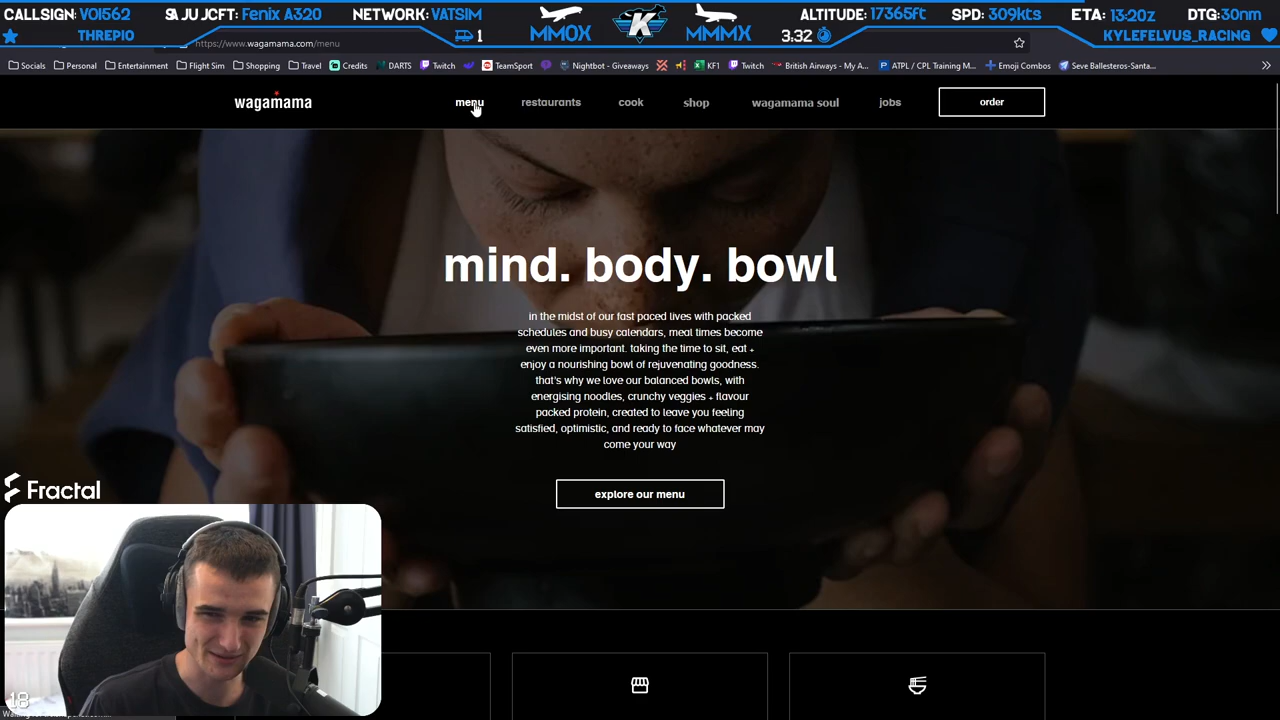 CALLSIGN: VOI562
SA JU JCFT: Fenix A320
NETWORK: VATSIM
ALTITUDE: 17365ft
SPD: 309kts
ETA: 13:20z
DTG: 30nm
THREPIO
1
MMOX
K
MMMX
3:32
KYLEFELVUS_RACING
https://www.wagamama.com/menu
Socials
Personal
Entertainment
Flight Sim
Shopping
Travel
Credits
DARTS
Twitch
TeamSport
Nightbot - Giveaways
KF1
Twitch
British Airways - My A...
ATPL / CPL Training M...
Emoji Combos
Seve Ballesteros-Santa...
wagamama
menu
restaurants
cook
shop
wagamama soul
jobs
order
mind. body. bowl
in the midst of our fast paced lives with packed
schedules and busy calendars, meal times become
even more important. taking the time to sit, eat +
enjoy a nourishing bowl of rejuvenating goodness.
that's why we love our balanced bowls, with
energising noodles, crunchy veggies + flavour
packed protein, created to leave you feeling
satisfied, optimistic, and ready to face whatever may
come your way
explore our menu
Fractal
18